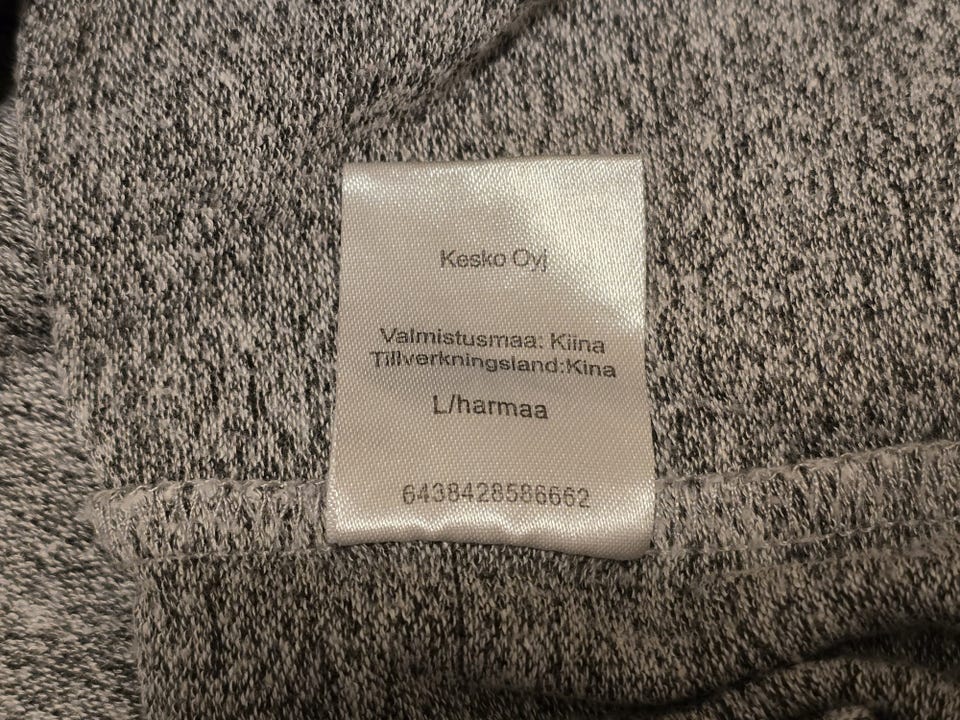 Kesko Oyj
Valmistusmaa: Kiina
Tillverkningsland:Kina
L/harmaa
6438428586662